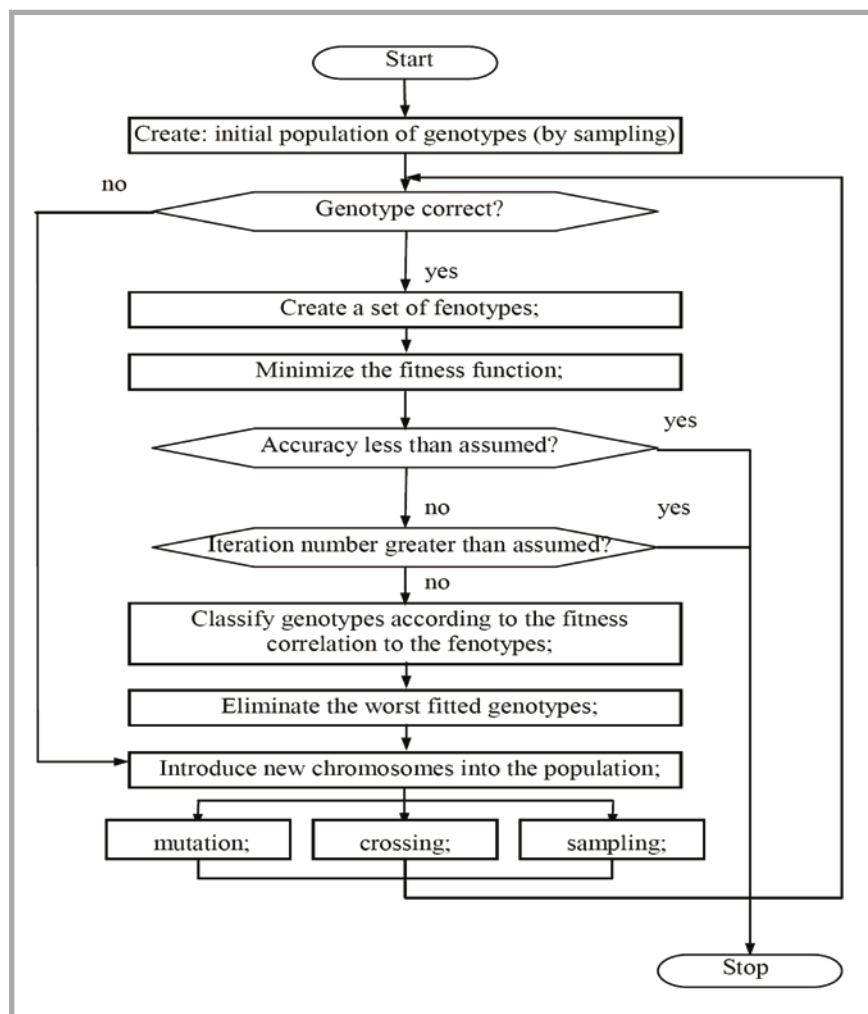 Start
Create: initial population of genotypes (by sampling)
no
Genotype correct?
yes
Create a set of fenotypes;
Minimize the fitness function;
yes
Accuracy less than assumed?
no
yes
Iteration number greater than assumed?
no
Classify genotypes according to the fitness
correlation to the fenotypes;
Eliminate the worst fitted genotypes;
Introduce new chromosomes into the population;
mutation;
crossing;
sampling;
Stop